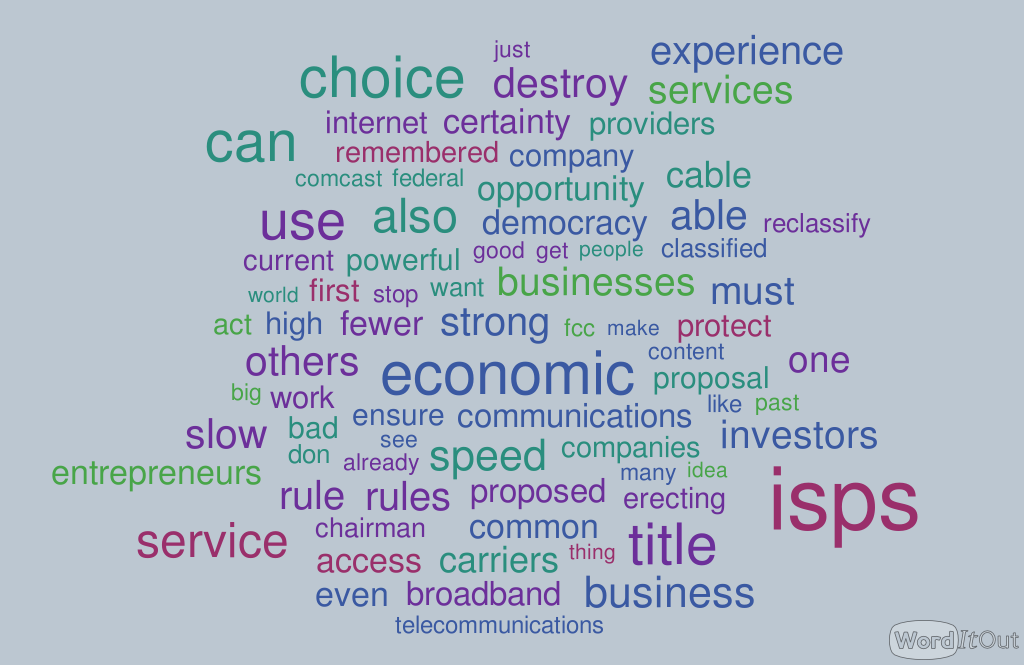 just experience
choice destroy services
can internet certainty providers
remembered company
comcast federal opportunity cable
use also democracy able reclassify
current powerful good get people classified
world first stop want businesses must
act high fewer strong fcc make protect
others economic content one
big work proposal like past
slow bad ensure communications investors
see
entrepreneurs don already speed companies
many idea
rule rules proposed erecting isps
service chairman common title
access carriers thing
even broadband business
telecommunications
WordItOut